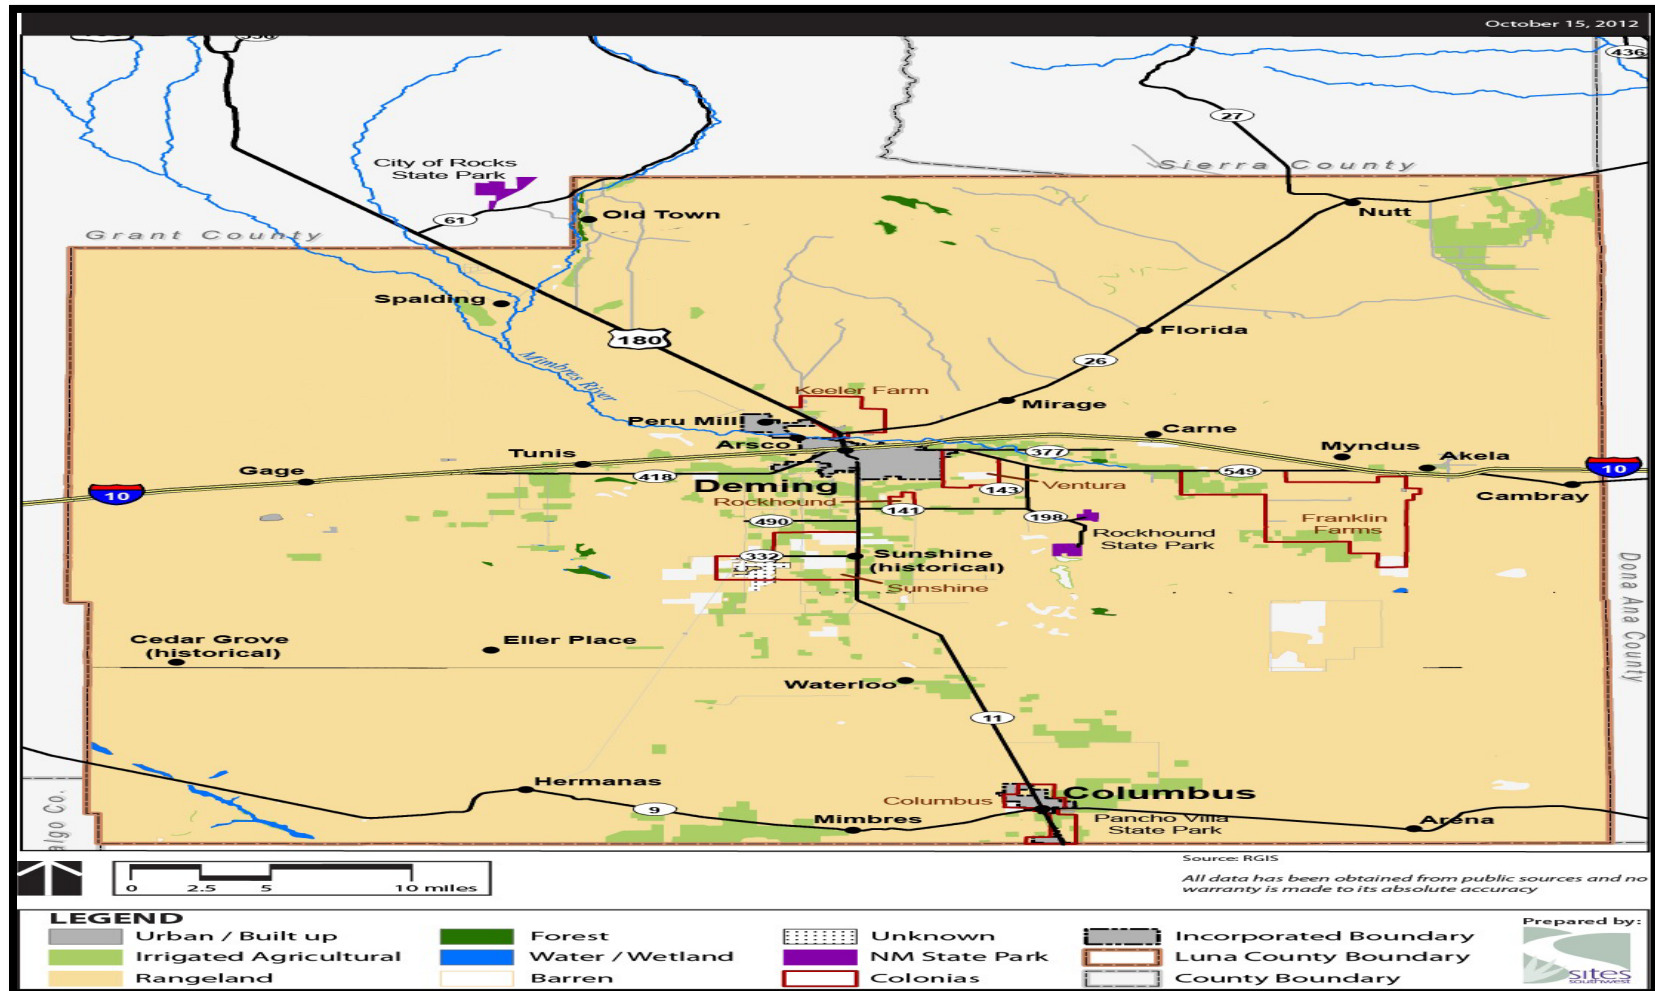 October 15, 2012
436
27
City of Rocks
State Park
Sierra County
61
Old Town
Nutt
Grant County
Spalding
180
Florida
Mimbres River
26
Keeler Farm
Mirage
Peru Mill
Carne
Arsco
Myndus
Tunis
377
Akela
Gage
418
549
10
10
Deming
143
Ventura
Cambray
Rockhound
141
490
198
Franklin
Farms
Rockhound
State Park
332
Sunshine
(historical)
Sunshine
Dona Ana County
Cedar Grove
(historical)
Eller Place
Waterloo
11
Hermanas
Columbus
Columbus
9
Mimbres
Pancho Villa
State Park
Arena
algo Co.
0 2.5 5 10 miles
Source: RGIS
All data has been obtained from public sources and no
warranty is made to its absolute accuracy
LEGEND
Prepared by:
Urban / Built up
Forest
Unknown
Incorporated Boundary
Irrigated Agricultural
Water / Wetland
NM State Park
Luna County Boundary
Rangeland
Barren
Colonias
County Boundary
sites
southwest